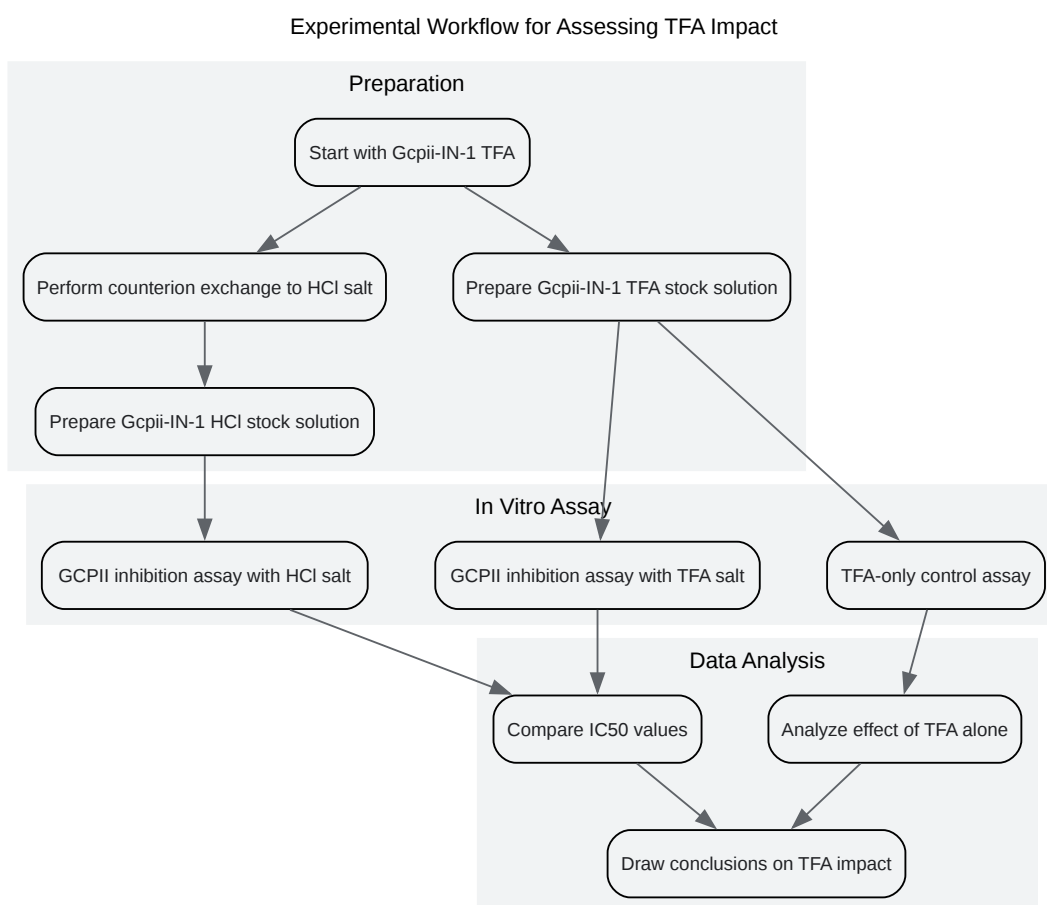 Experimental Workflow for Assessing TFA Impact
Preparation
Start with Gcpii-IN-1 TFA
Perform counterion exchange to HCl salt
Prepare Gcpii-IN-1 TFA stock solution
Prepare Gcpii-IN-1 HCl stock solution
In Vitro Assay
GCPII inhibition assay with HCl salt
GCPII inhibition assay with TFA salt
TFA-only control assay
Data Analysis
Compare IC50 values
Analyze effect of TFA alone
Draw conclusions on TFA impact